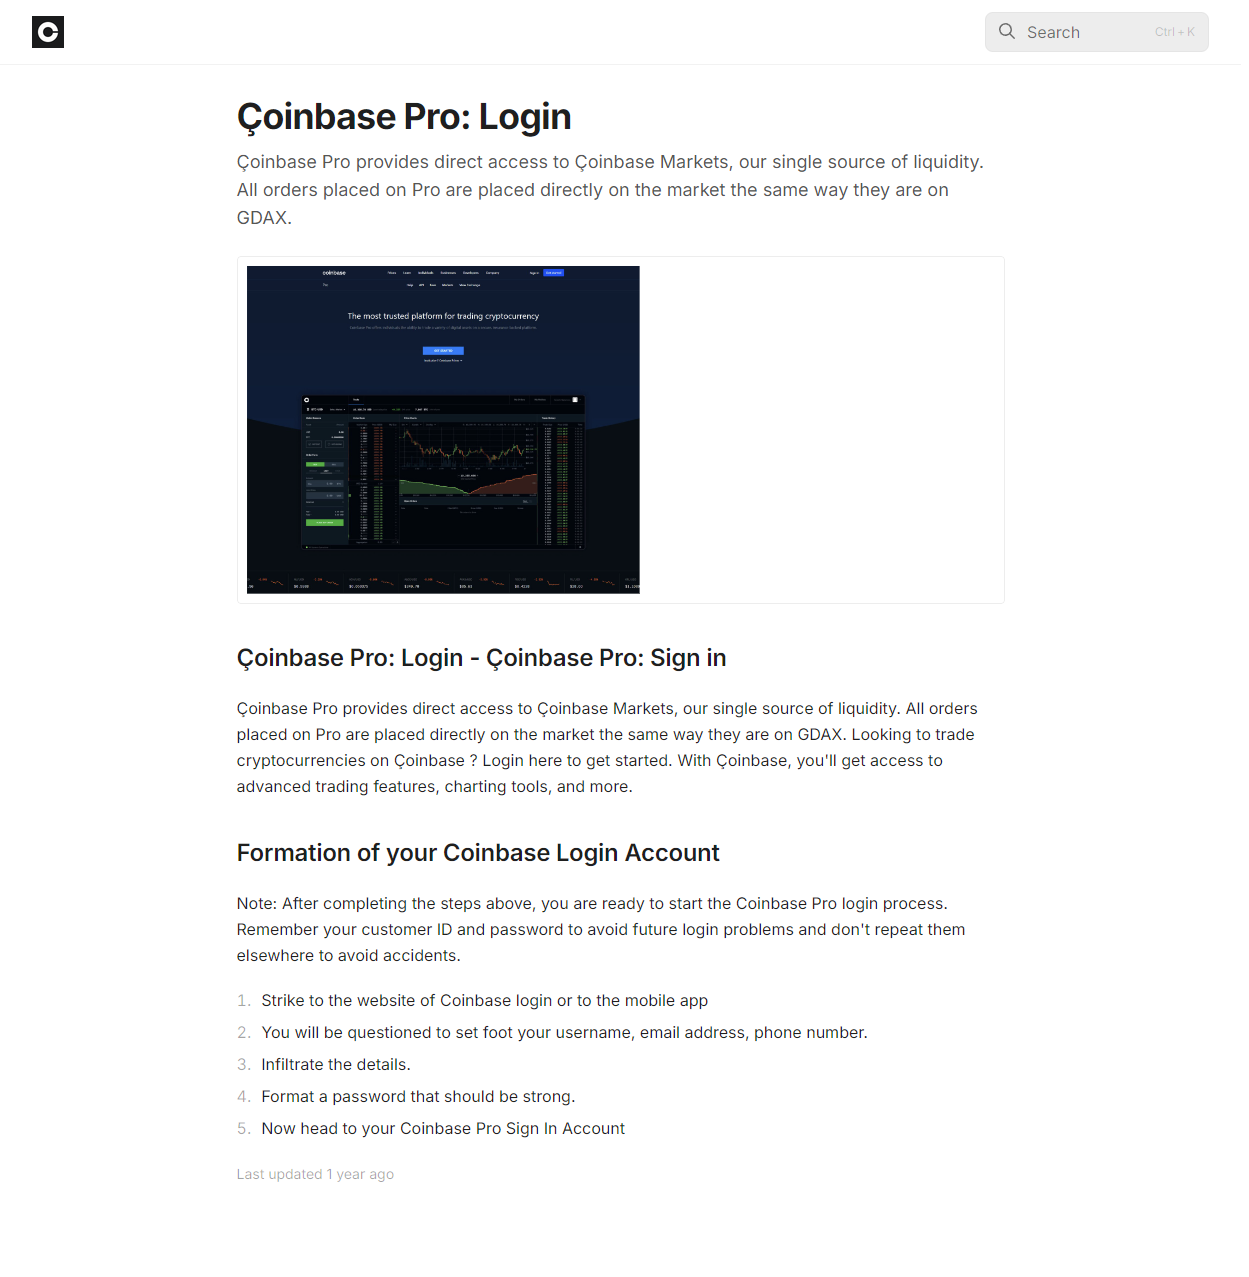 Search
Ctrl + K
Çoinbase Pro: Login
Çoinbase Pro provides direct access to Çoinbase Markets, our single source of liquidity.
All orders placed on Pro are placed directly on the market the same way they are on
GDAX.
coinbase
The most trusted platform for trading cryptocurrency
Çoinbase Pro: Login - Çoinbase Pro: Sign in
Çoinbase Pro provides direct access to Çoinbase Markets, our single source of liquidity. All orders
placed on Pro are placed directly on the market the same way they are on GDAX. Looking to trade
cryptocurrencies on Çoinbase ? Login here to get started. With Çoinbase, you'll get access to
advanced trading features, charting tools, and more.
Formation of your Coinbase Login Account
Note: After completing the steps above, you are ready to start the Coinbase Pro login process.
Remember your customer ID and password to avoid future login problems and don't repeat them
elsewhere to avoid accidents.
1. Strike to the website of Coinbase login or to the mobile app
2. You will be questioned to set foot your username, email address, phone number.
3. Infiltrate the details.
4. Format a password that should be strong.
5. Now head to your Coinbase Pro Sign In Account
Last updated 1 year ago